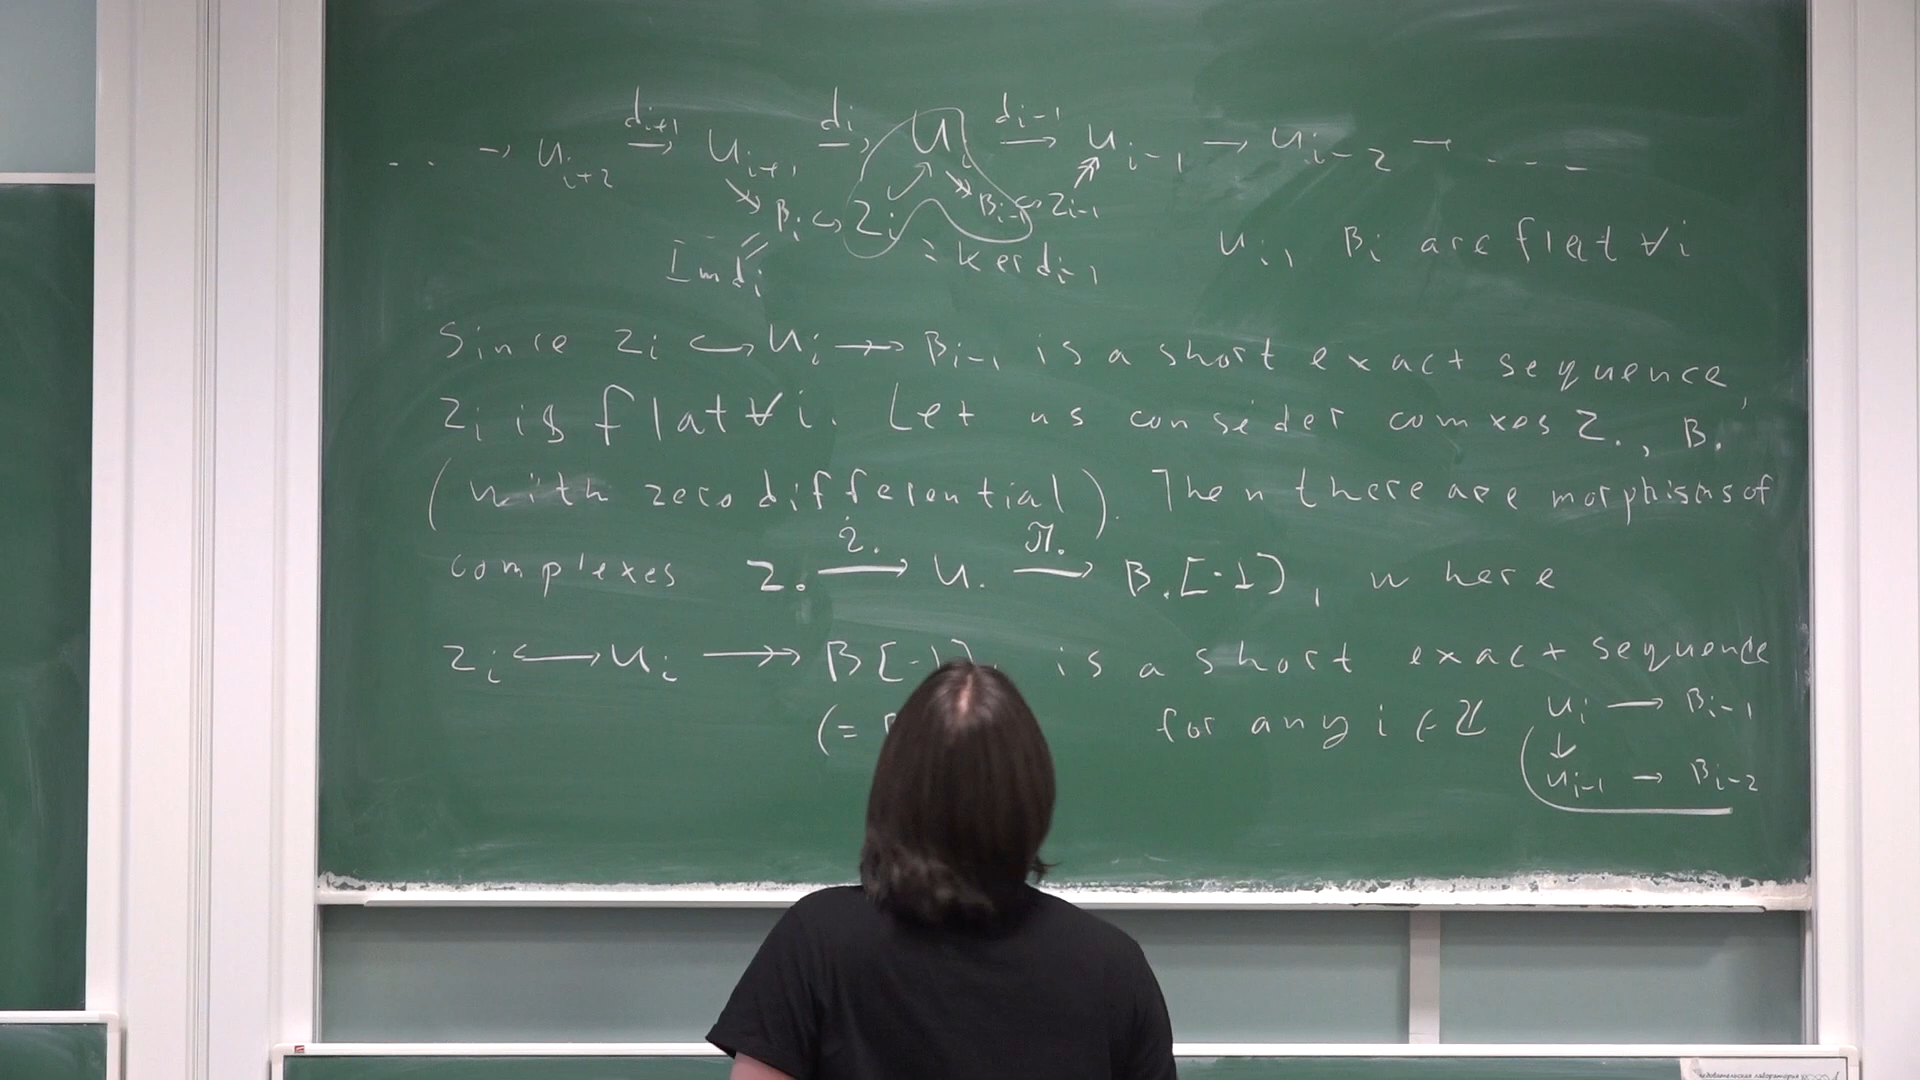 . . → U_{i+2} →^{d_{i+1}} U_{i+1} →^{d_i} U_i →^{d_{i-1}} U_{i-1} → U_{i-2} → - - -
↠ B_i ↪ Z_i ↠ B_{i-1} ↪ Z_{i-1}
Im d_i = ker d_{i-1}
U_i, B_i are flat ∀i
Since Z_i ↪ U_i ↠ B_{i-1} is a short exact sequence,
Z_i is flat ∀i. Let us consider comxes Z., B.
(with zero differential). Then there are morphisms of
complexes Z. →^{i.} U. →^{π.} B.[-1], where
Z_i ↪ U_i ↠ B[-1]_i is a short exact sequence
(= for any i ∈ ℤ
U_i → B_{i-1}
↓
U_{i-1} → B_{i-2}
лаборатория